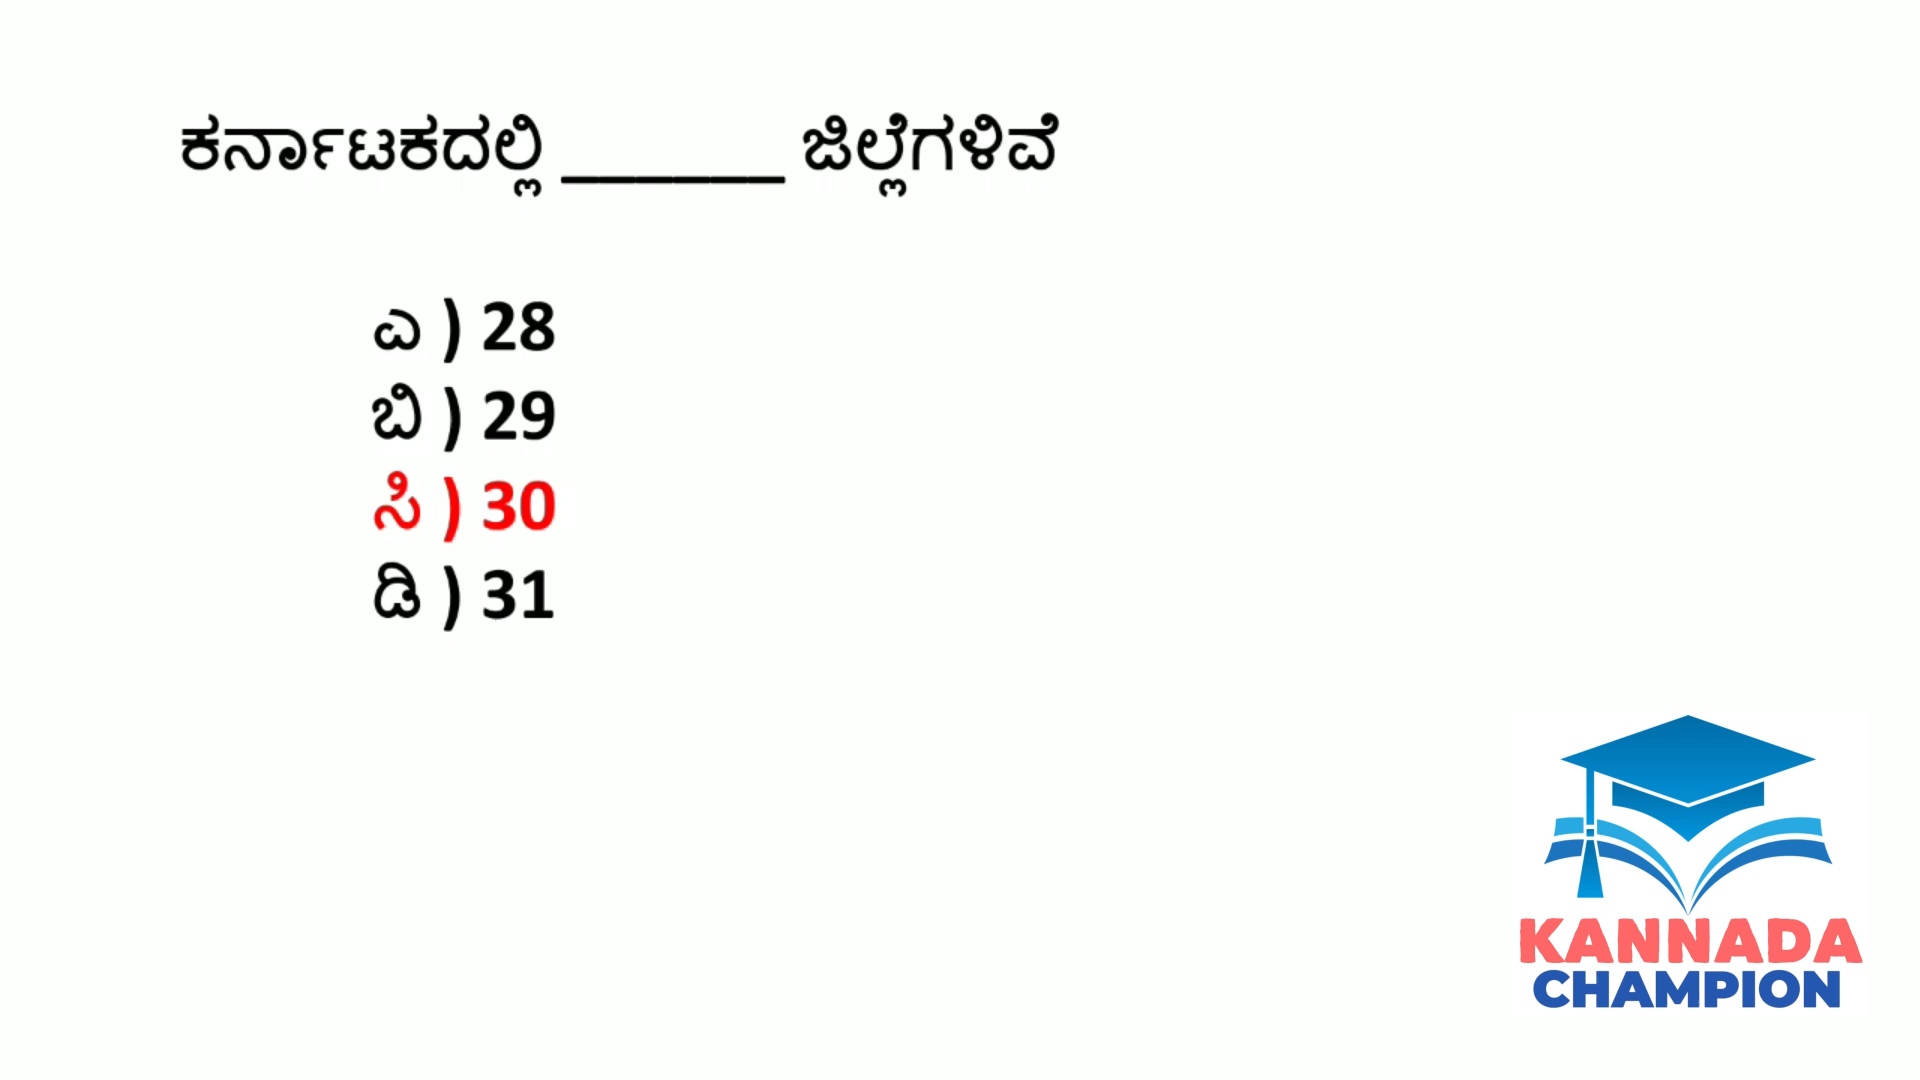 ಕರ್ನಾಟಕದಲ್ಲಿ ______ ಜಿಲ್ಲೆಗಳಿವೆ
ಎ ) 28
ಬಿ ) 29
ಸಿ ) 30
ಡಿ ) 31
KANNADA
CHAMPION